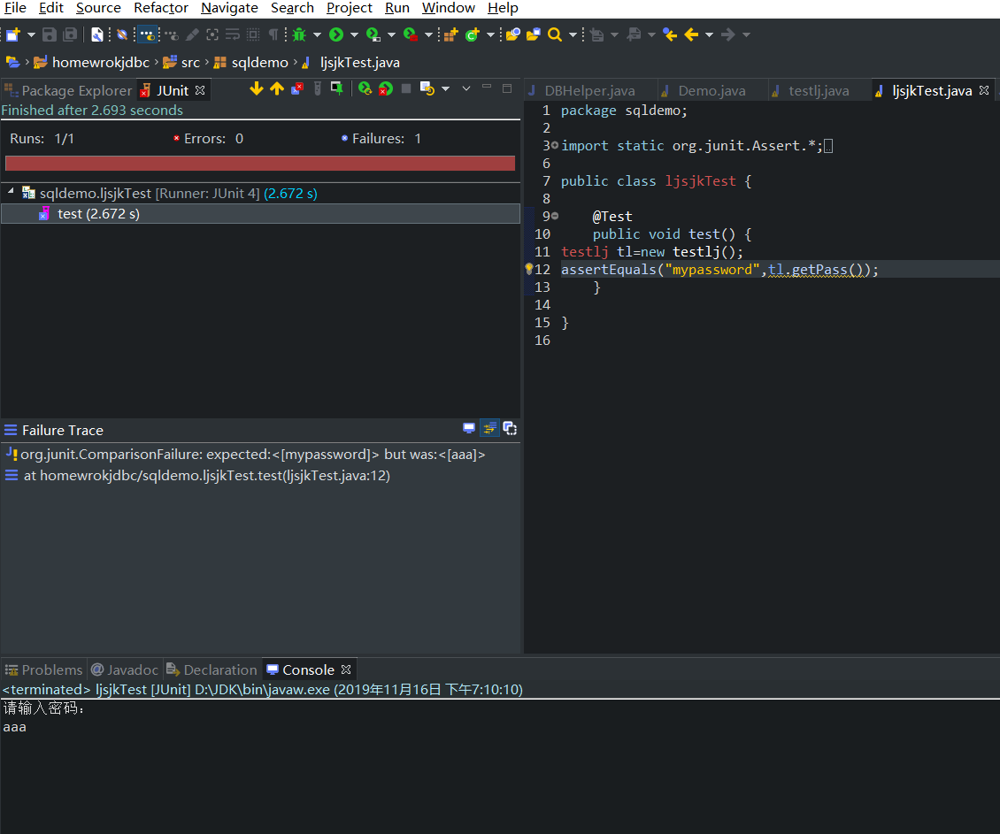 File Edit Source Refactor Navigate Search Project Run Window Help
homewrokjdbc src sqldemo ljsjkTest.java
Package Explorer JUnit
Finished after 2.693 seconds
Runs: 1/1 Errors: 0 Failures: 1
sqldemo.ljsjkTest [Runner: JUnit 4] (2.672 s)
test (2.672 s)
Failure Trace
org.junit.ComparisonFailure: expected:<[mypassword]> but was:<[aaa]>
at homewrokjdbc/sqldemo.ljsjkTest.test(ljsjkTest.java:12)
DBHelper.java Demo.java testlj.java ljsjkTest.java
1 package sqldemo;
2
3 import static org.junit.Assert.*;
6
7 public class ljsjkTest {
8
9 @Test
10 public void test() {
11 testlj tl=new testlj();
12 assertEquals("mypassword",tl.getPass());
13 }
14
15 }
16
Problems @ Javadoc Declaration Console
<terminated> ljsjkTest [JUnit] D:\JDK\bin\javaw.exe (2019年11月16日 下午7:10:10)
请输入密码:
aaa